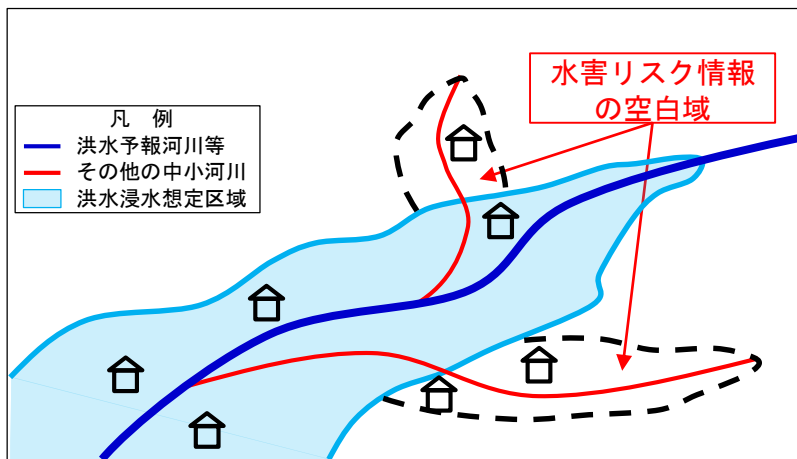 水害リスク情報
の空白域
凡 例
洪水予報河川等
その他の中小河川
洪水浸水想定区域